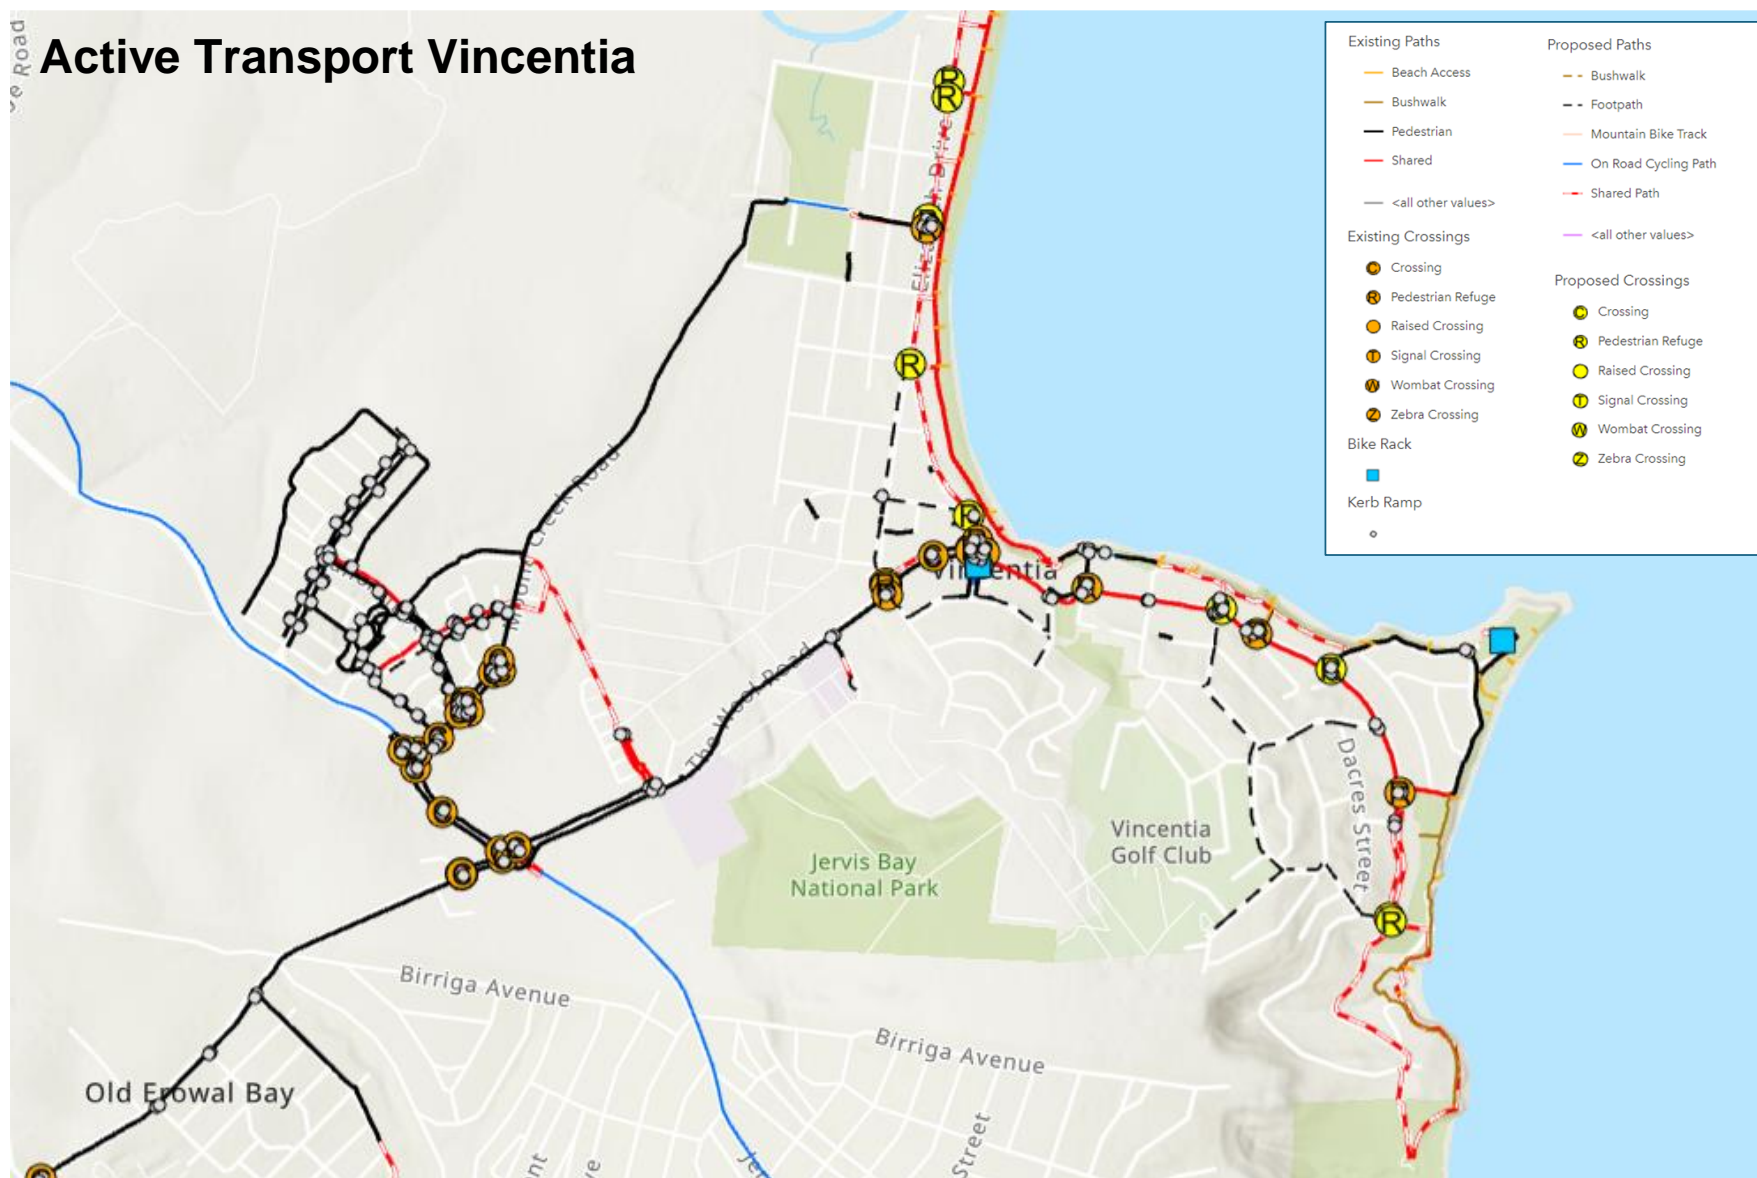 Active Transport Vincentia
Existing Paths
Beach Access
Bushwalk
Pedestrian
Shared
<all other values>
Existing Crossings
C Crossing
R Pedestrian Refuge
Raised Crossing
T Signal Crossing
W Wombat Crossing
Z Zebra Crossing
Bike Rack
Kerb Ramp
Proposed Paths
Bushwalk
Footpath
Mountain Bike Track
On Road Cycling Path
Shared Path
<all other values>
Proposed Crossings
C Crossing
R Pedestrian Refuge
Raised Crossing
T Signal Crossing
W Wombat Crossing
Z Zebra Crossing
Road
R
R
Drive
R
Creek Road
R
Vincentia
The Wool Road
R
R
Dacres Street
Vincentia
Golf Club
Jervis Bay
National Park
R
Birriga Avenue
Birriga Avenue
Old Erowal Bay
Street